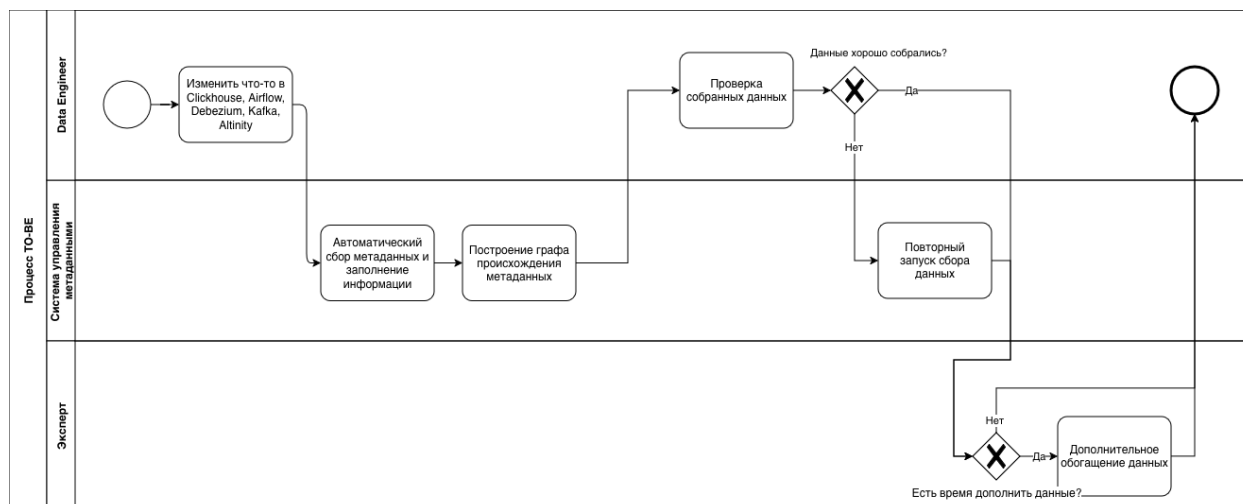 Процесс TO-BE
Data Engineer
Изменить что-то в
Clickhouse, Airflow,
Debezium, Kafka,
Altinity
Проверка
собранных данных
Данные хорошо собрались?
Да
Нет
Система управления
метаданными
Автоматический
сбор метаданных и
заполнение
информации
Построение графа
происхождения
метаданных
Повторный
запуск сбора
данных
Эксперт
Нет
Да
Есть время дополнить данные?
Дополнительное
обогащение данных